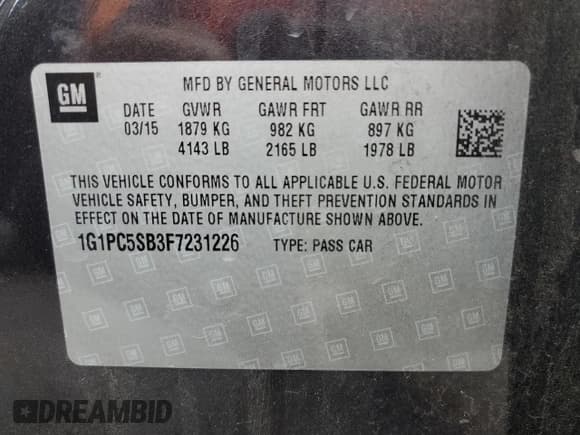 GM
MFD BY GENERAL MOTORS LLC
DATE GVWR GAWR FRT GAWR RR
03/15 1879 KG 982 KG 897 KG
4143 LB 2165 LB 1978 LB
THIS VEHICLE CONFORMS TO ALL APPLICABLE U.S. FEDERAL MOTOR
VEHICLE SAFETY, BUMPER, AND THEFT PREVENTION STANDARDS IN
EFFECT ON THE DATE OF MANUFACTURE SHOWN ABOVE.
1G1PC5SB3F7231226 TYPE: PASS CAR
DREAMBID